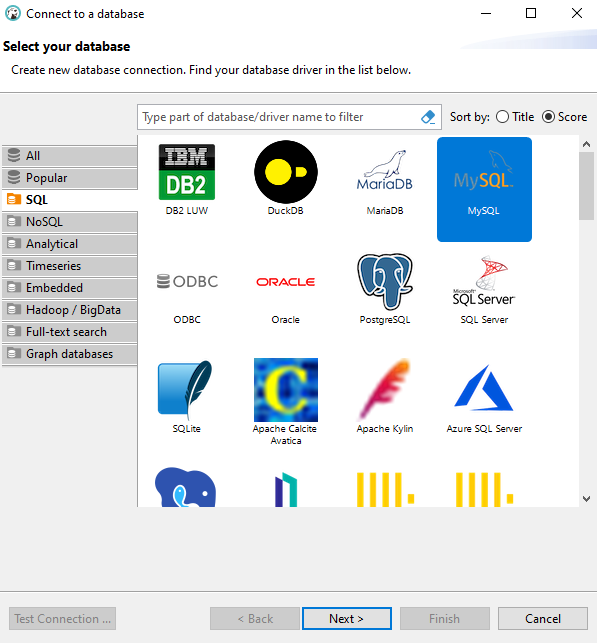 Connect to a database
Select your database
Create new database connection. Find your database driver in the list below.
Type part of database/driver name to filter
Sort by: Title Score
All
Popular
SQL
NoSQL
Analytical
Timeseries
Embedded
Hadoop / BigData
Full-text search
Graph databases
IBM
DB2
DB2 LUW
DuckDB
MariaDB
MariaDB
MySQL
MySQL
ODBC
ODBC
ORACLE
Oracle
PostgreSQL
Microsoft
SQL Server
SQL Server
SQLite
C
Apache Calcite
Avatica
Apache Kylin
Azure SQL Server
Test Connection ...
< Back
Next >
Finish
Cancel